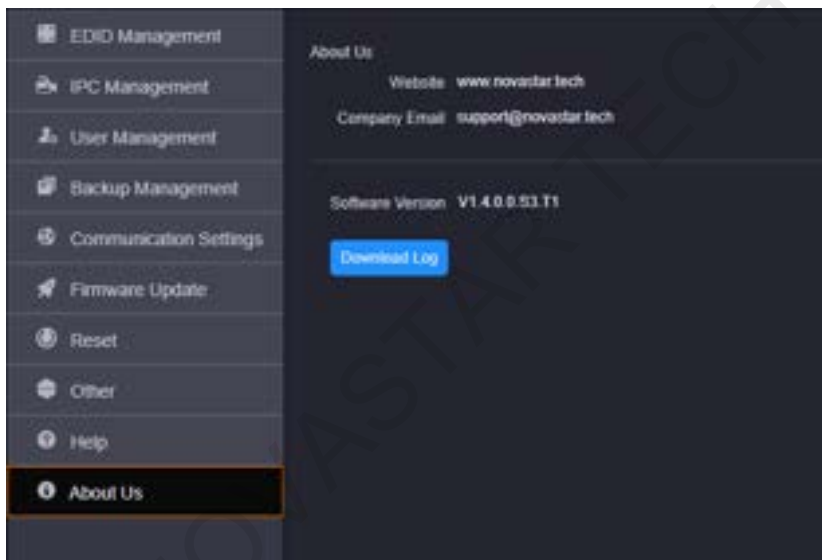 EDID Management
IPC Management
User Management
Backup Management
Communication Settings
Firmware Update
Reset
Other
Help
About Us
About Us
Website www.novastar.tech
Company Email support@novastar.tech
Software Version V1.4.0.0.S3.T1
Download Log
NOVASTAR TECH